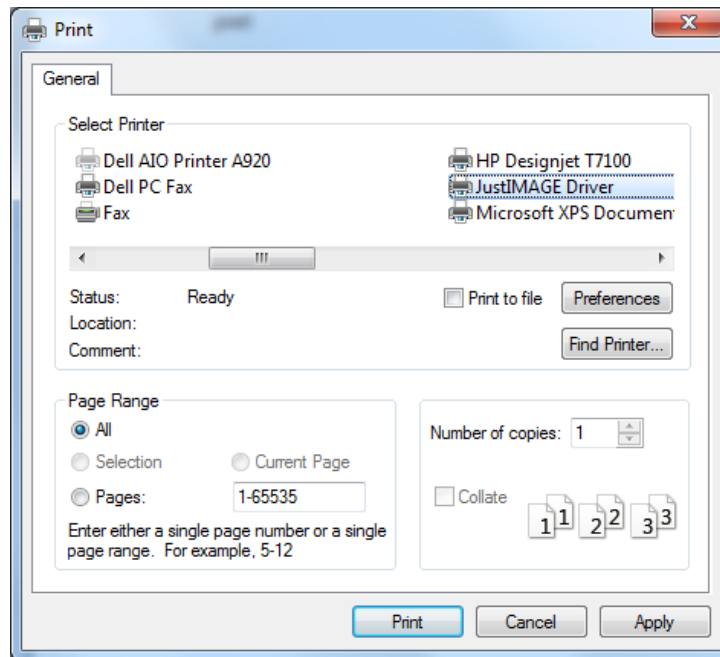 Print
General
Select Printer
Dell AIO Printer A920
HP Designjet T7100
Dell PC Fax
JustIMAGE Driver
Fax
Microsoft XPS Documen
Status: Ready
Print to file
Preferences
Location:
Comment:
Find Printer...
Page Range
All
Selection
Current Page
Pages: 1-65535
Enter either a single page number or a single
page range. For example, 5-12
Number of copies: 1
Collate
1 1 2 2 3 3
Print Cancel Apply